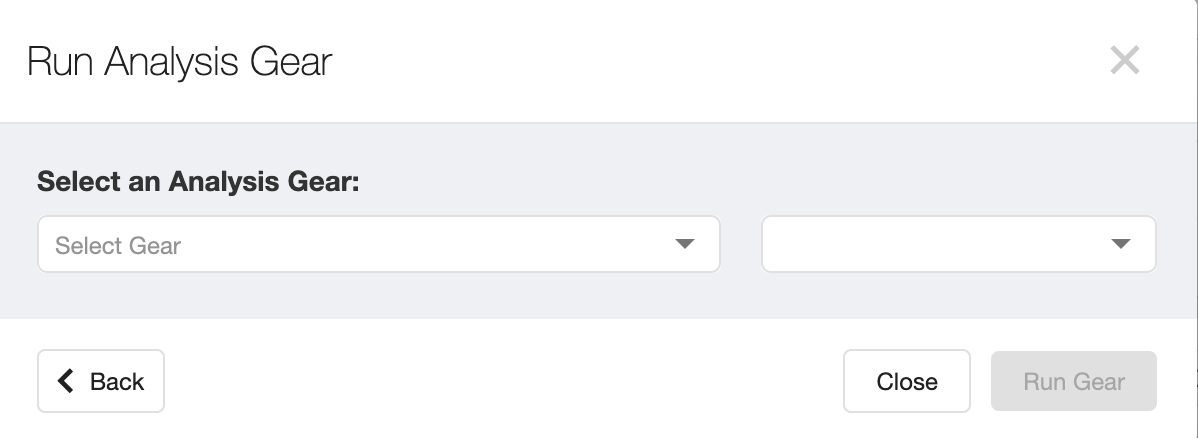 Run Analysis Gear
Select an Analysis Gear:
Select Gear
Back
Close
Run Gear